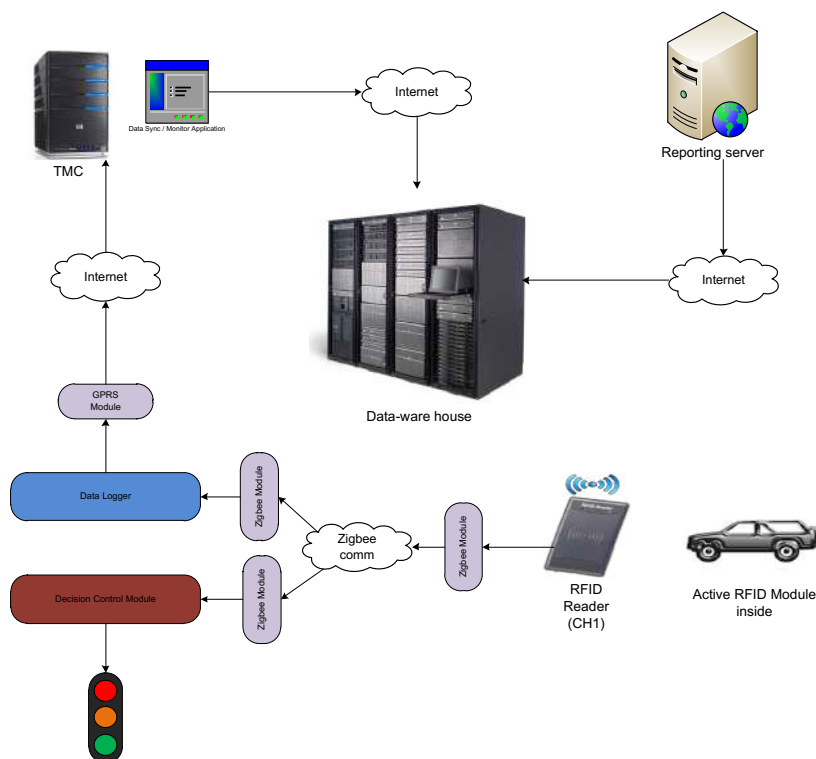 Internet
Data Sync / Monitor Application
TMC
Reporting server
Internet
Internet
GPRS
Module
Data-ware house
Data Logger
Zigbee Module
Zigbee
comm
Zigbee Module
RFID
Reader
(CH1)
Active RFID Module
inside
Decision Control Module
Zigbee Module